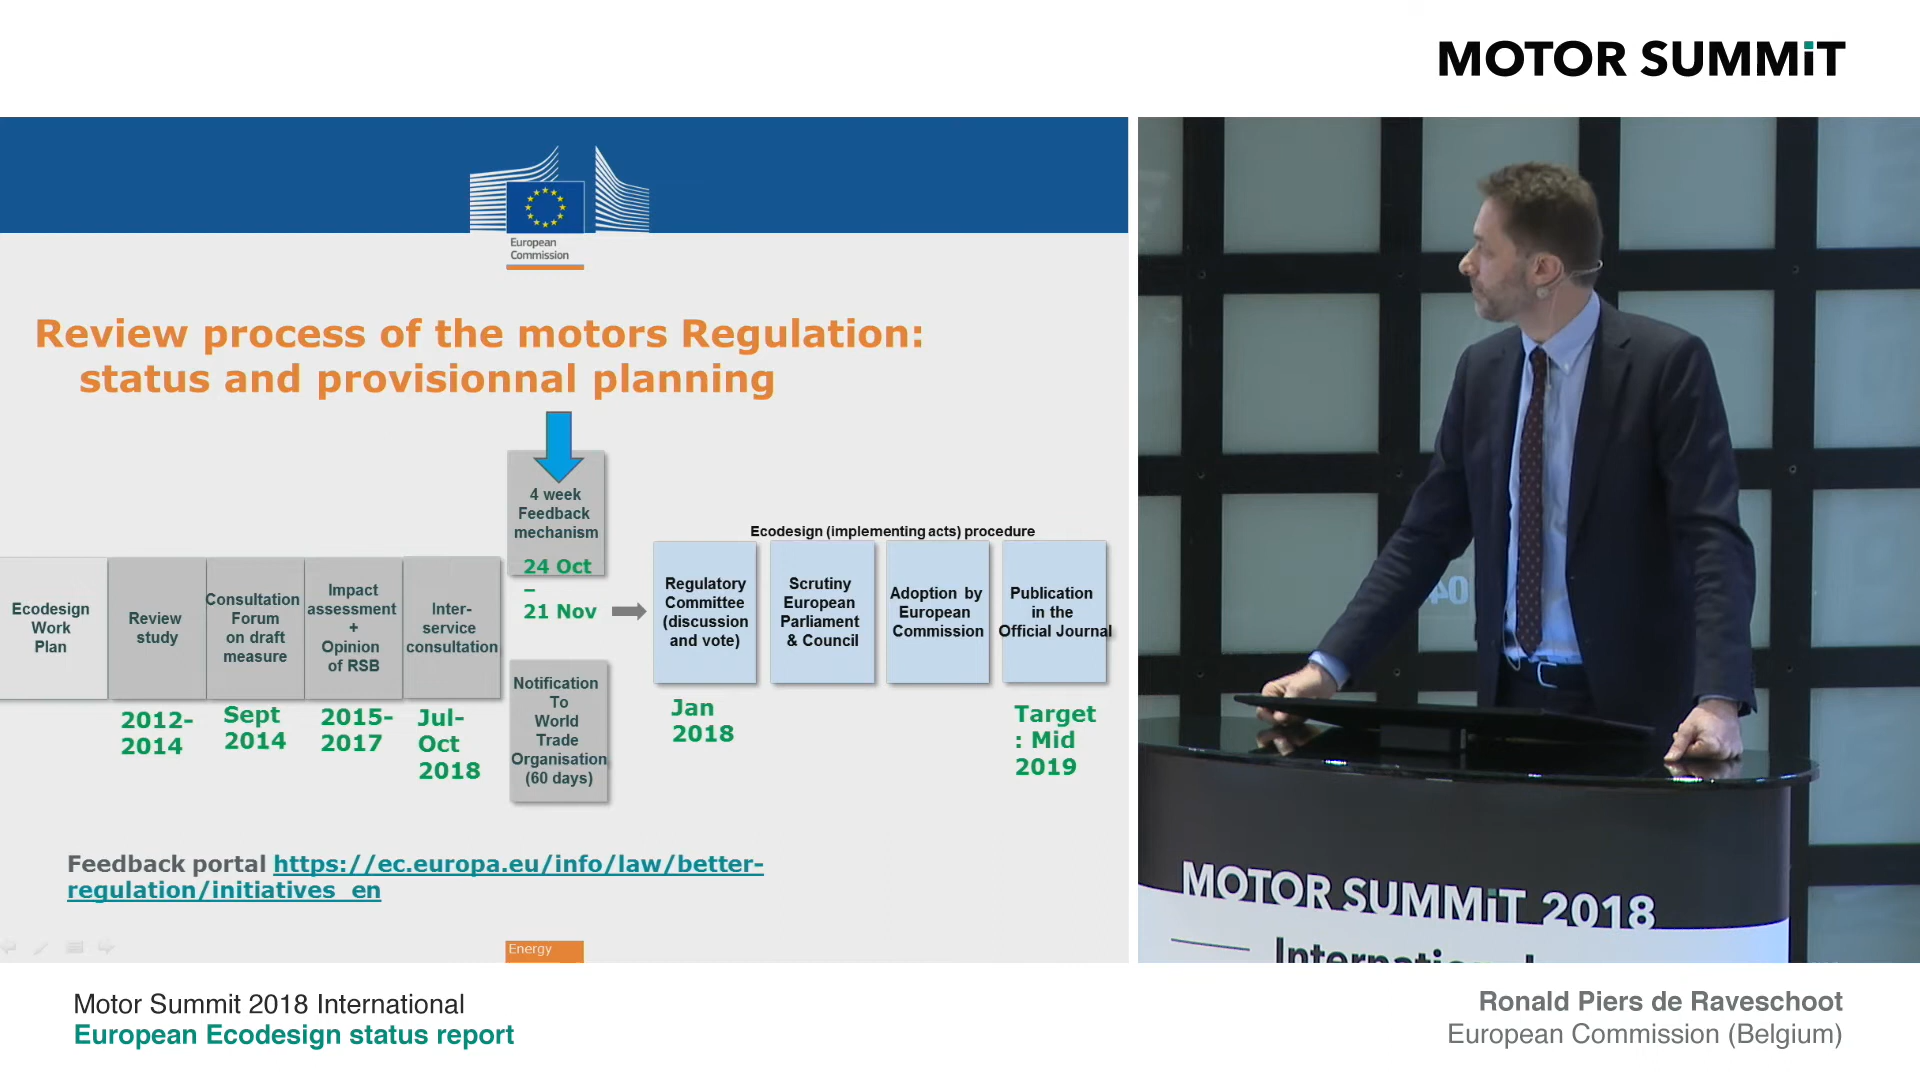 MOTOR SUMMiT
European
Commission
Review process of the motors Regulation:
status and provisionnal planning
Ecodesign
Work
Plan
Review
study
2012-
2014
Consultation
Forum
on draft
measure
Sept
2014
Impact
assessment
+
Opinion
of RSB
2015-
2017
Inter-
service
consultation
Jul-
Oct
2018
4 week
Feedback
mechanism
24 Oct
–
21 Nov
Notification
To
World
Trade
Organisation
(60 days)
Ecodesign (implementing acts) procedure
Regulatory
Committee
(discussion
and vote)
Jan
2018
Scrutiny
European
Parliament
& Council
Adoption by
European
Commission
Publication
in the
Official Journal
Target
: Mid
2019
Feedback portal https://ec.europa.eu/info/law/better-
regulation/initiatives_en
Energy
04
MOTOR SUMMiT 2018
International
Motor Summit 2018 International
European Ecodesign status report
Ronald Piers de Raveschoot
European Commission (Belgium)